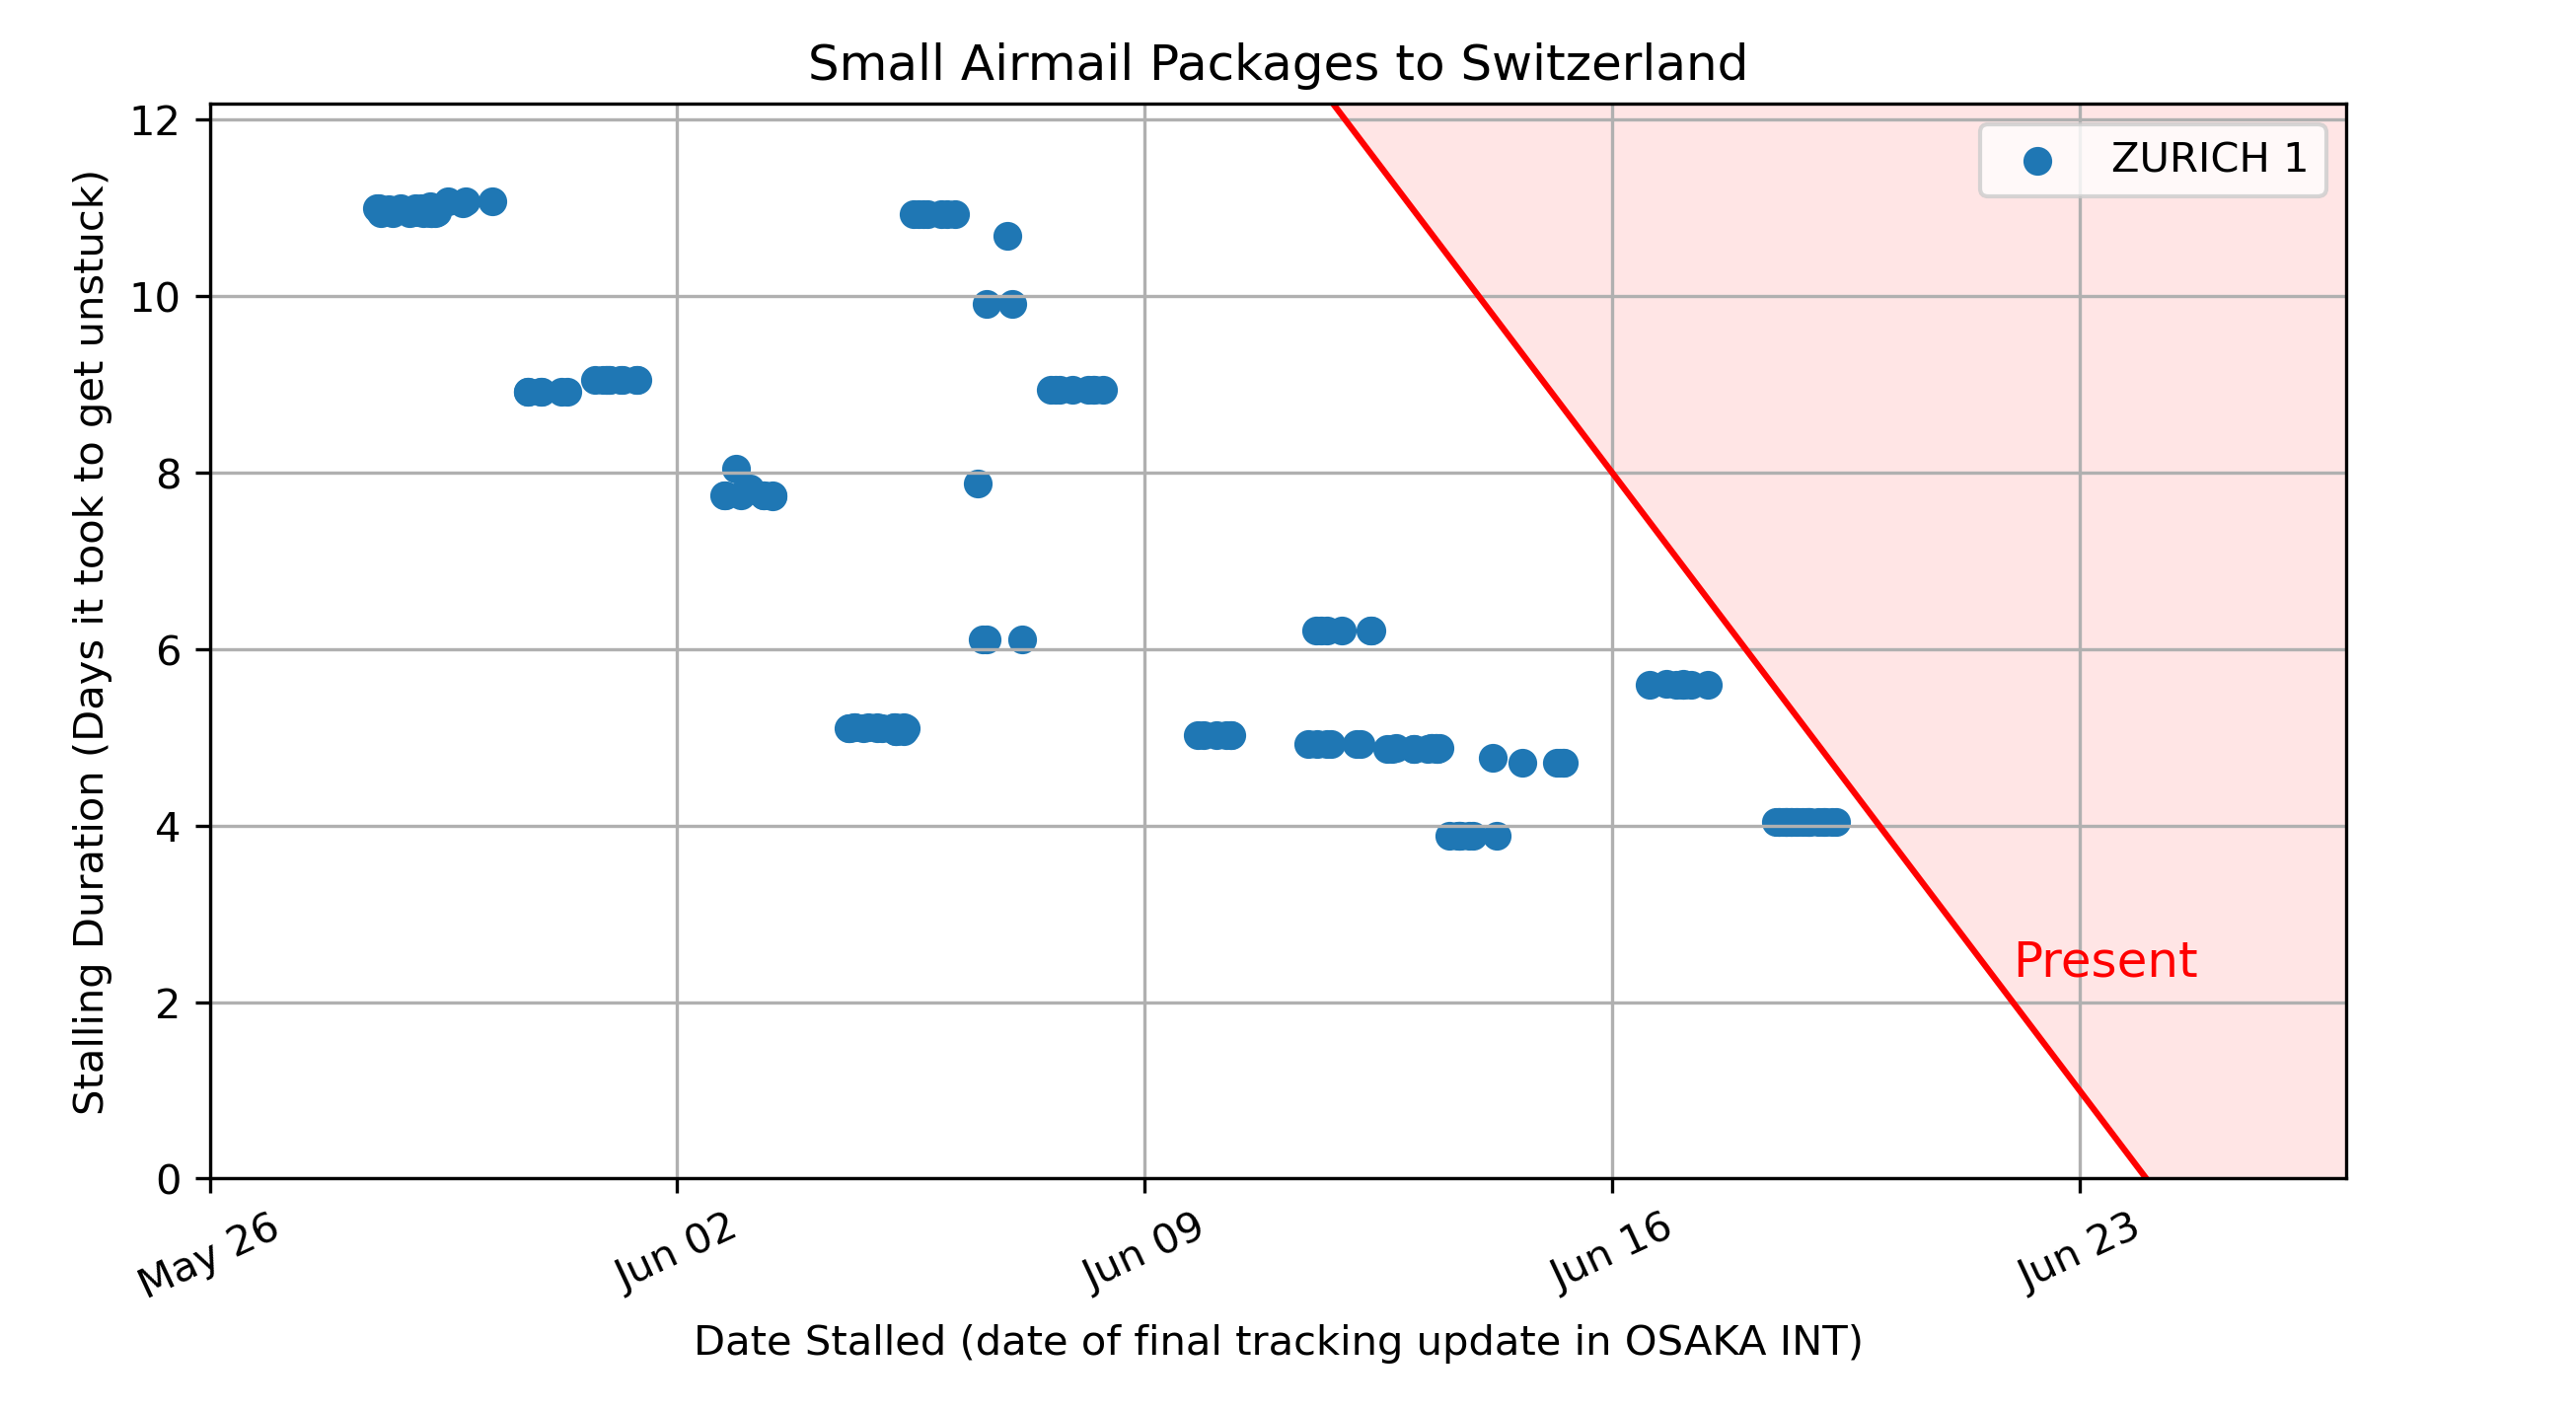 Small Airmail Packages to Switzerland
Stalling Duration (Days it took to get unstuck)
12
10
8
6
4
2
0
ZURICH 1
Present
May 26
Jun 02
Jun 09
Jun 16
Jun 23
Date Stalled (date of final tracking update in OSAKA INT)